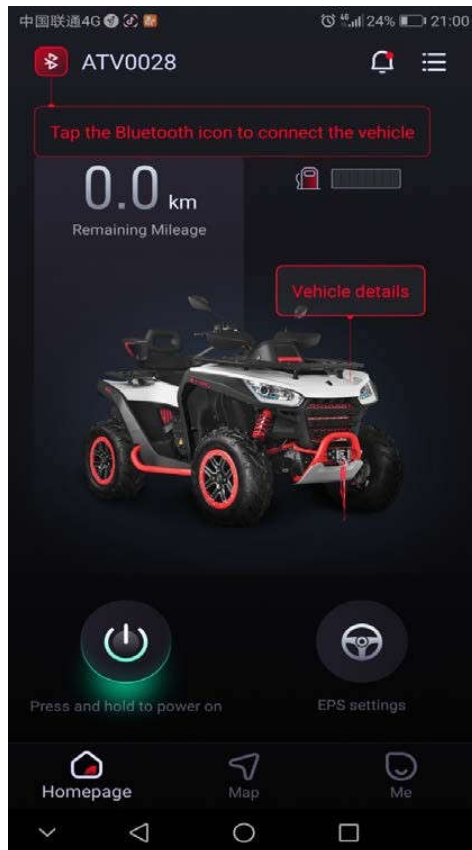 中国联通4G 24% 21:00
ATV0028
Tap the Bluetooth icon to connect the vehicle
0.0 km
Remaining Mileage
Vehicle details
Press and hold to power on
EPS settings
Homepage
Map
Me